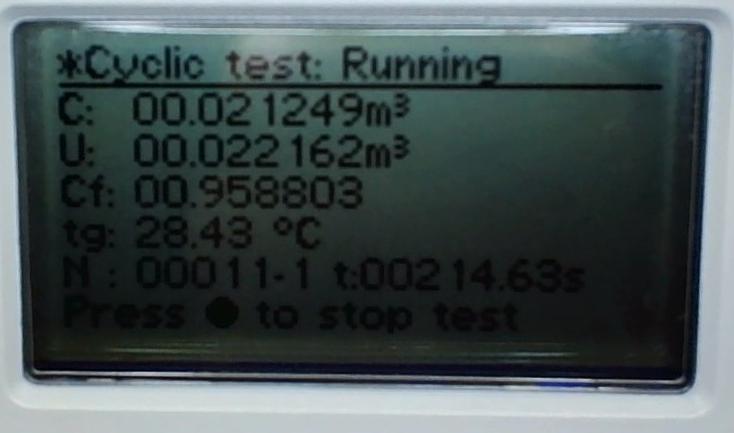 *Cyclic test: Running
C: 00.021249m³
U: 00.022162m³
Cf: 00.958803
tg: 28.43 °C
N : 00011-1 t:00214.63s
Press ● to stop test